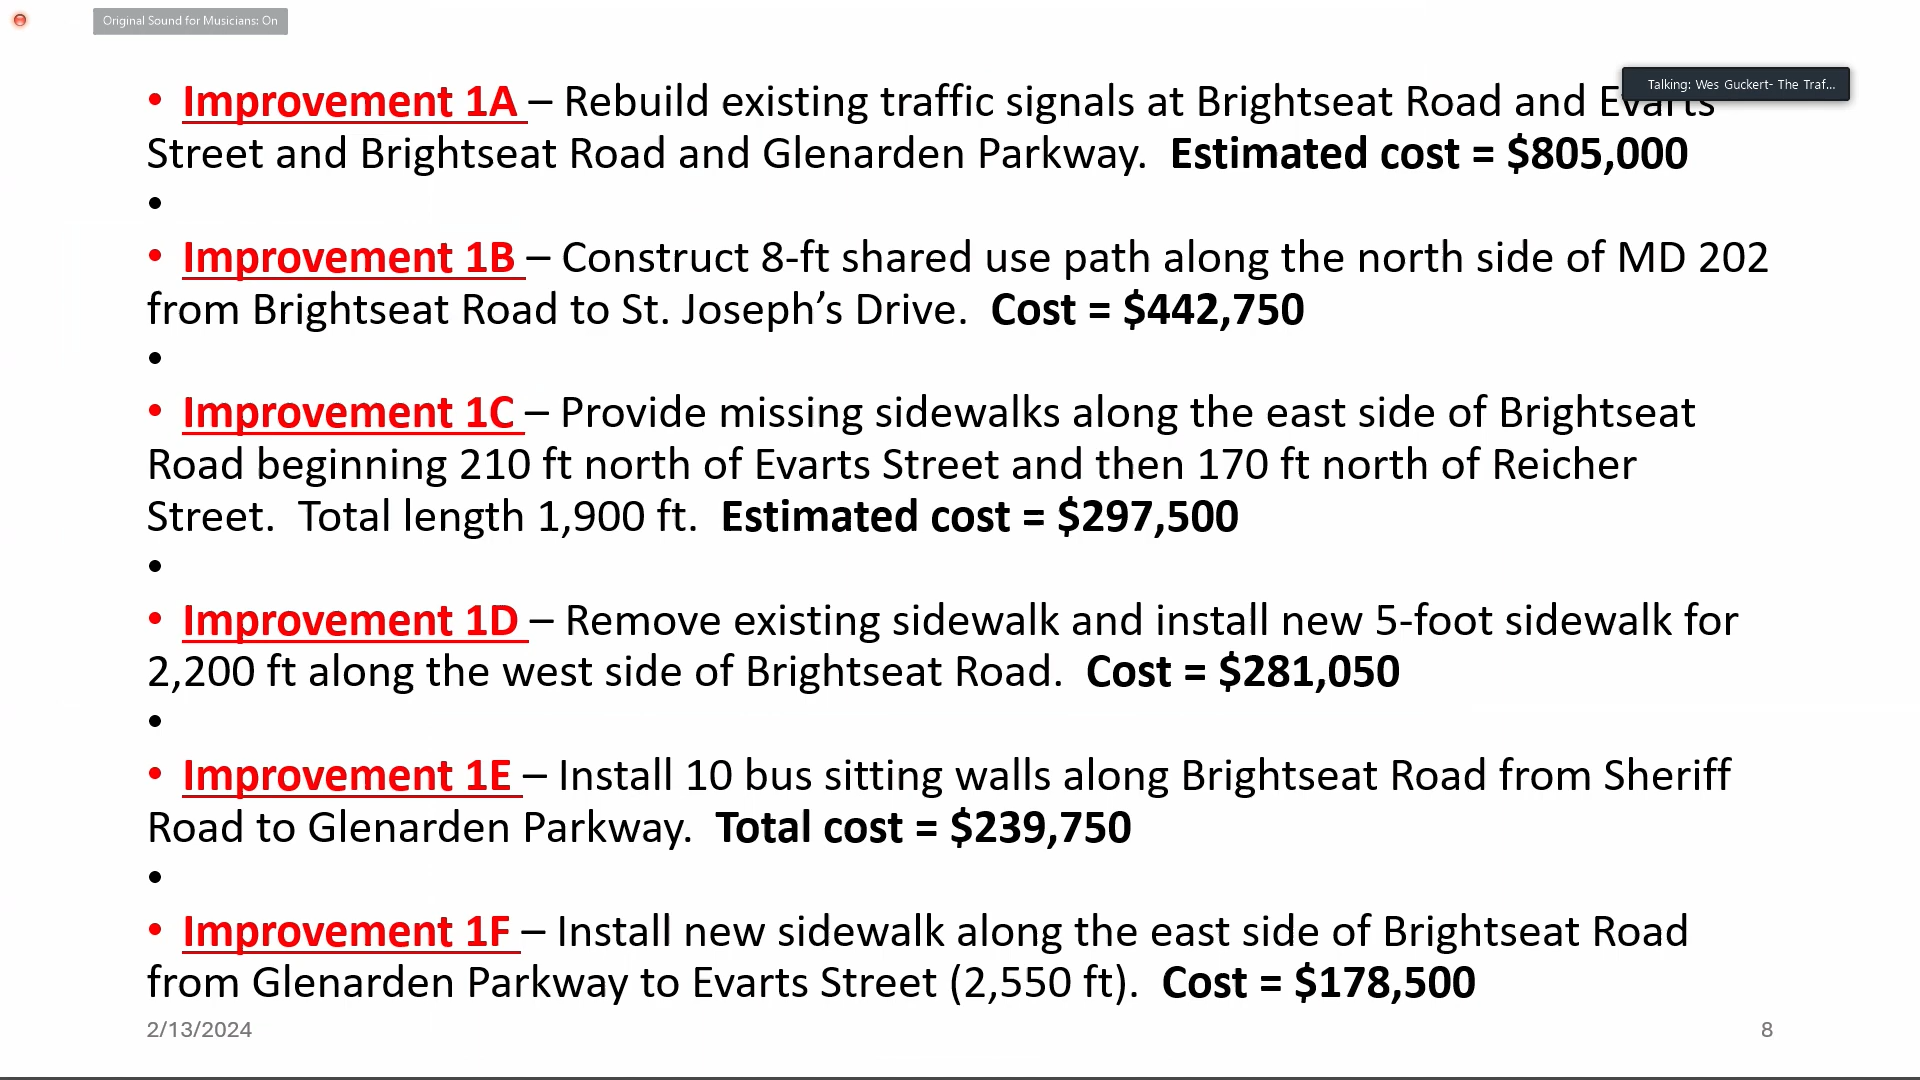 Original Sound for Musicians: On
Talking: Wes Guckert- The Traf...
• Improvement 1A – Rebuild existing traffic signals at Brightseat Road and Evarts
Street and Brightseat Road and Glenarden Parkway.  Estimated cost = $805,000
•
• Improvement 1B – Construct 8-ft shared use path along the north side of MD 202
from Brightseat Road to St. Joseph’s Drive.  Cost = $442,750
•
• Improvement 1C – Provide missing sidewalks along the east side of Brightseat
Road beginning 210 ft north of Evarts Street and then 170 ft north of Reicher
Street.  Total length 1,900 ft.  Estimated cost = $297,500
•
• Improvement 1D – Remove existing sidewalk and install new 5-foot sidewalk for
2,200 ft along the west side of Brightseat Road.  Cost = $281,050
•
• Improvement 1E – Install 10 bus sitting walls along Brightseat Road from Sheriff
Road to Glenarden Parkway.  Total cost = $239,750
•
• Improvement 1F – Install new sidewalk along the east side of Brightseat Road
from Glenarden Parkway to Evarts Street (2,550 ft).  Cost = $178,500
2/13/2024
8